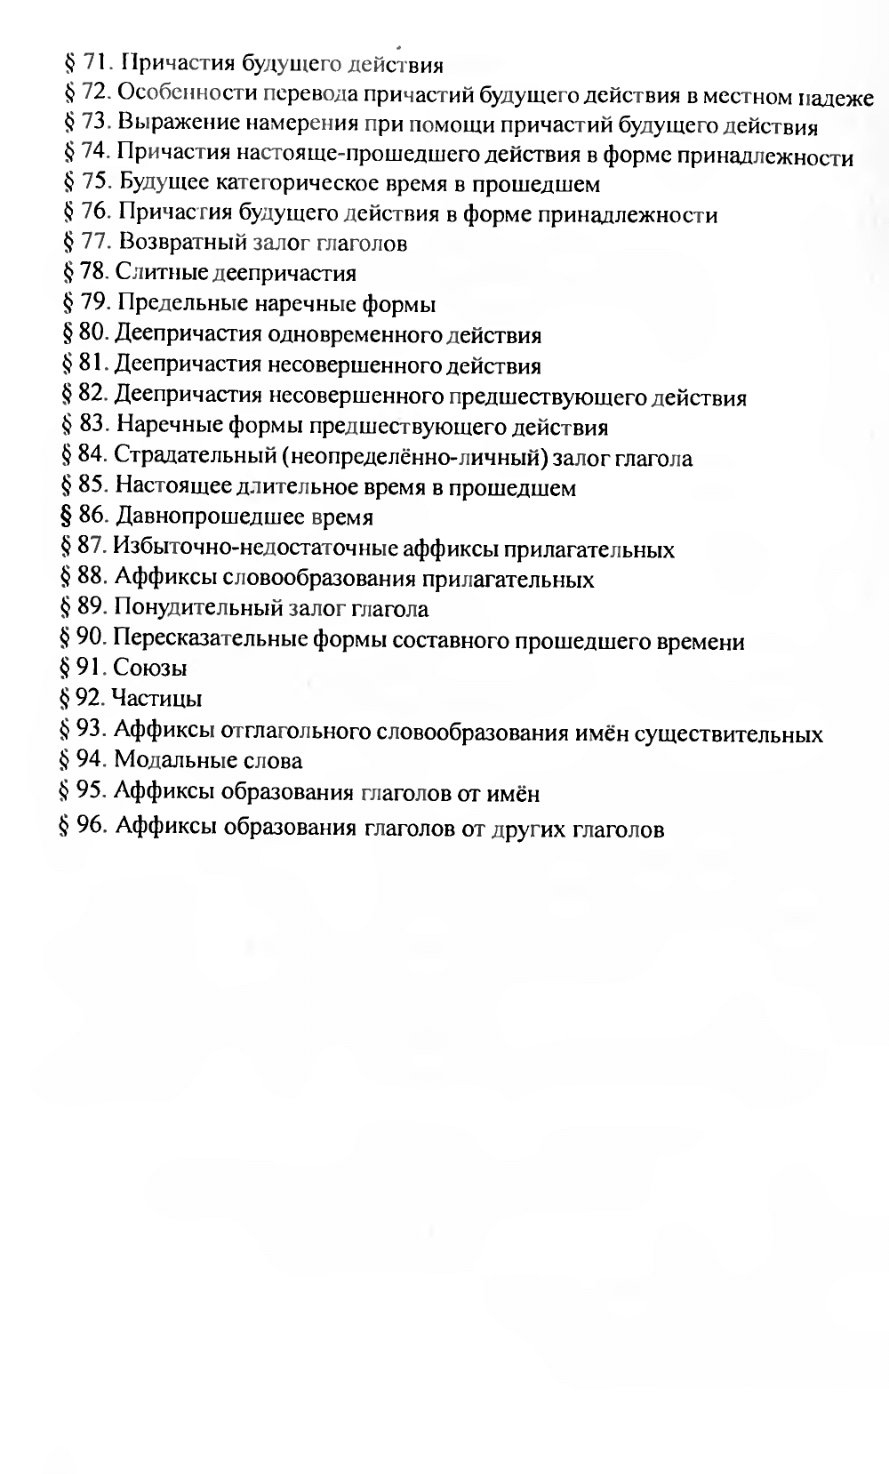 § 71. Причастия будущего действия
§ 72. Особенности перевода причастий будущего действия в местном падеже
§ 73. Выражение намерения при помощи причастий будущего действия
§ 74. Причастия настояще-прошедшего действия в форме принадлежности
§ 75. Будущее категорическое время в прошедшем
§ 76. Причастия будущего действия в форме принадлежности
§ 77. Возвратный залог глаголов
§ 78. Слитные деепричастия
§ 79. Предельные наречные формы
§ 80. Деепричастия одновременного действия
§ 81. Деепричастия несовершенного действия
§ 82. Деепричастия несовершенного предшествующего действия
§ 83. Наречные формы предшествующего действия
§ 84. Страдательный (неопределённо-личный) залог глагола
§ 85. Настоящее длительное время в прошедшем
§ 86. Давнопрошедшее время
§ 87. Избыточно-недостаточные аффиксы прилагательных
§ 88. Аффиксы словообразования прилагательных
§ 89. Понудительный залог глагола
§ 90. Пересказательные формы составного прошедшего времени
§ 91. Союзы
§ 92. Частицы
§ 93. Аффиксы отглагольного словообразования имён существительных
§ 94. Модальные слова
§ 95. Аффиксы образования глаголов от имён
§ 96. Аффиксы образования глаголов от других глаголов